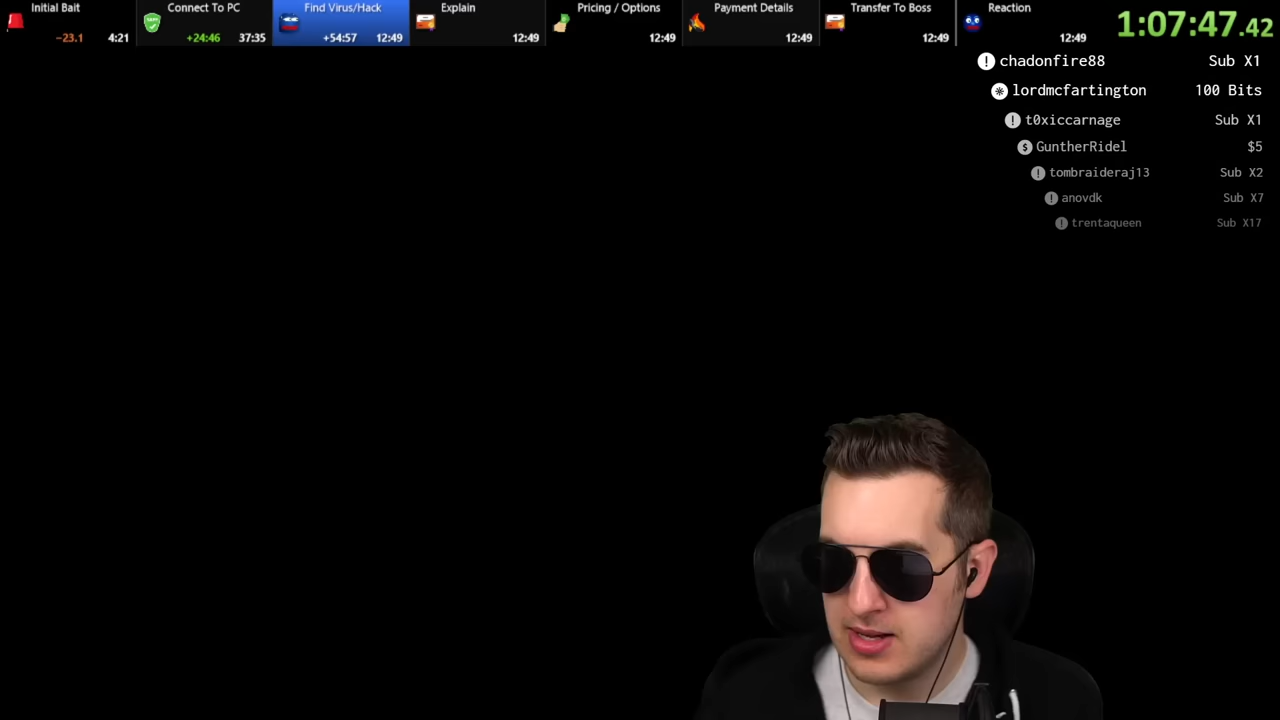 Initial Bait
-23.1 4:21
Connect To PC
+24:46 37:35
Find Virus/Hack
+54:57 12:49
Explain
12:49
Pricing / Options
12:49
Payment Details
12:49
Transfer To Boss
12:49
Reaction
12:49
1:07:47.42
chadonfire88 Sub X1
lordmcfartington 100 Bits
t0xiccarnage Sub X1
GuntherRidel $5
tombraideraj13 Sub X2
anovdk Sub X7
trentaqueen Sub X17